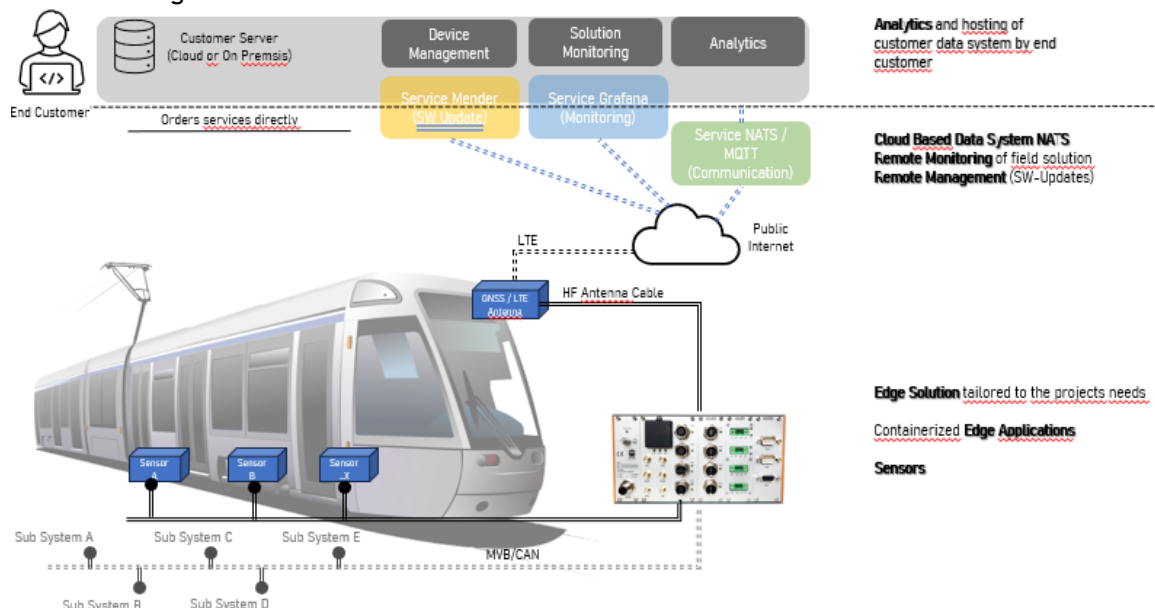 Customer Server
(Cloud or On Premsis)
Device
Management
Solution
Monitoring
Analytics
Analytics and hosting of
customer data system by end
customer
End Customer
Orders services directly
Service Mender
(SW Update)
Service Grafana
(Monitoring)
Service NATS /
MQTT
(Communication)
Cloud Based Data System NATS
Remote Monitoring of field solution
Remote Management (SW-Updates)
Public
Internet
LTE
GNSS / LTE
Antenna
HF Antenna Cable
Edge Solution tailored to the projects needs
Containerized Edge Applications
Sensors
Sensor
A
Sensor
B
Sensor
X
Sub System A
Sub System C
Sub System E
MVB/CAN
Sub System B
Sub System D